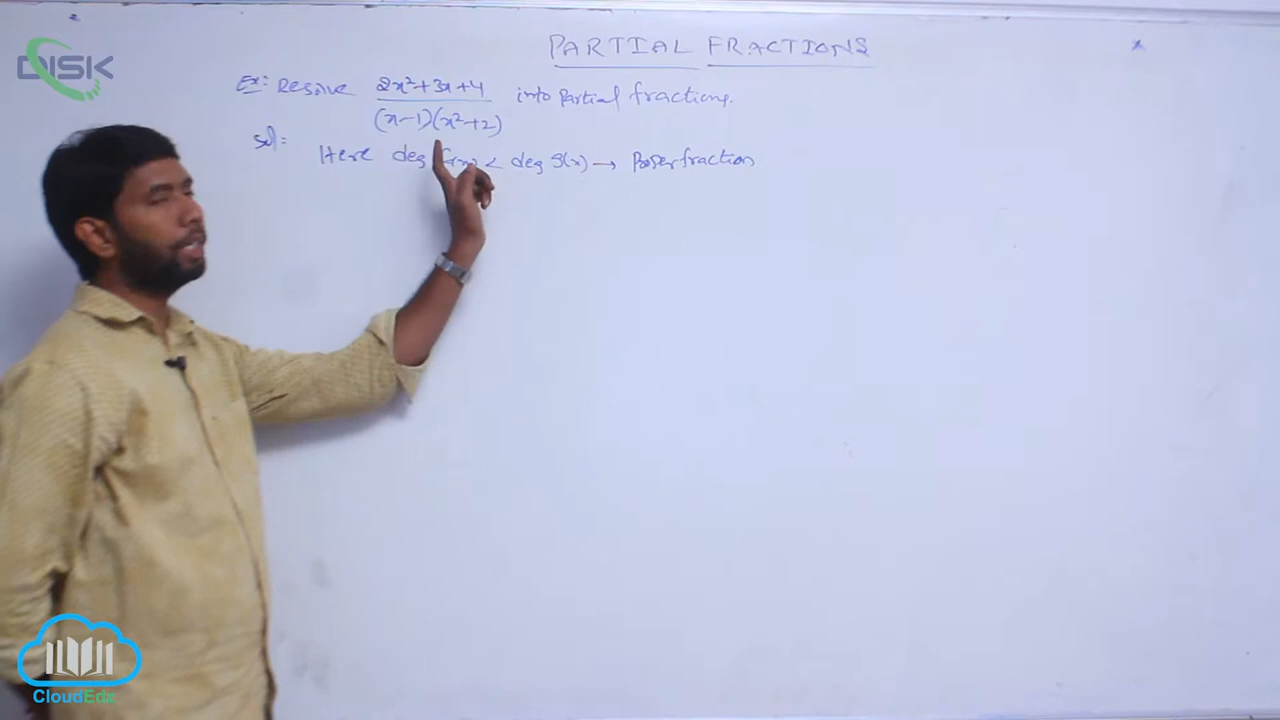 DISK
PARTIAL FRACTIONS
Ex: Resolve (2x²+3x+4)/((x-1)(x²+2)) into Partial fractions.
Sol:
Here deg f(x) < deg g(x) → Proper fraction
CloudEdz